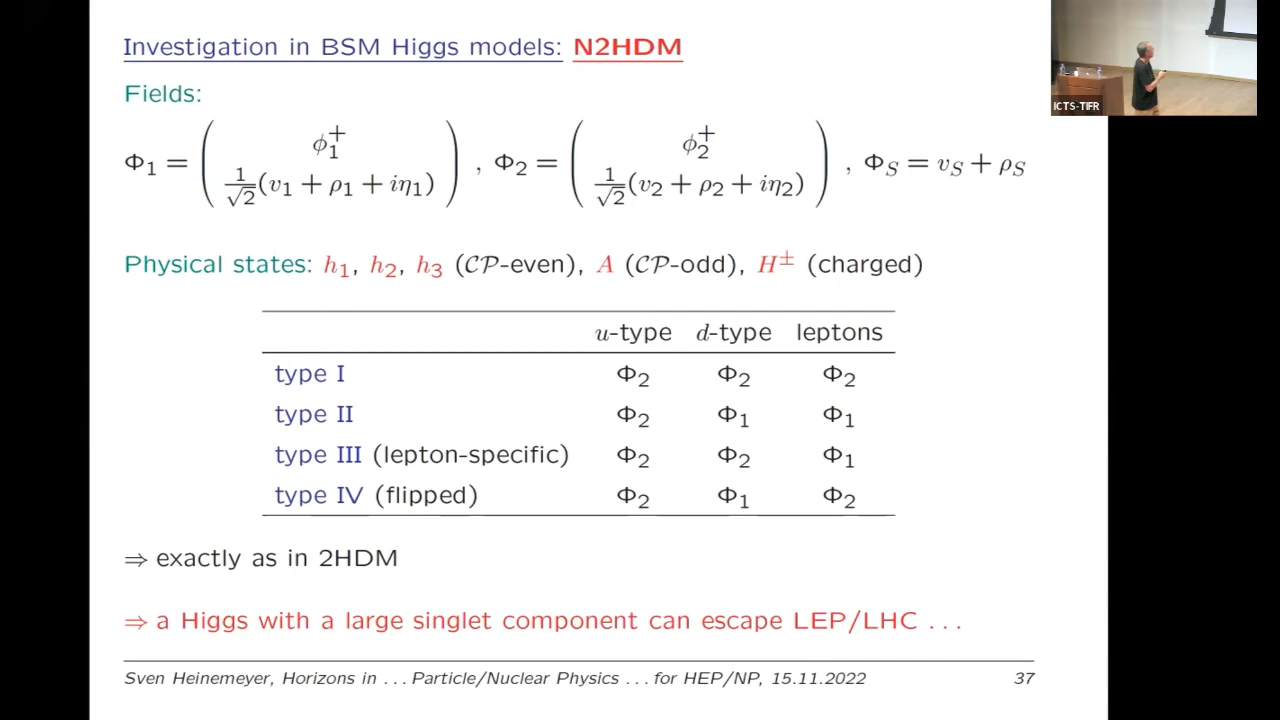 Investigation in BSM Higgs models: N2HDM
Fields:
Φ₁ = ( ϕ₁⁺ 1/√2(v₁ + ρ₁ + iη₁) ) , Φ₂ = ( ϕ₂⁺ 1/√2(v₂ + ρ₂ + iη₂) ) , Φ_S = v_S + ρ_S
Physical states: h₁, h₂, h₃ (CP-even), A (CP-odd), H± (charged)
u-type d-type leptons
type I Φ₂ Φ₂ Φ₂
type II Φ₂ Φ₁ Φ₁
type III (lepton-specific) Φ₂ Φ₂ Φ₁
type IV (flipped) Φ₂ Φ₁ Φ₂
⇒ exactly as in 2HDM
⇒ a Higgs with a large singlet component can escape LEP/LHC ...
Sven Heinemeyer, Horizons in ... Particle/Nuclear Physics ... for HEP/NP, 15.11.2022 37
ICTS-TIFR